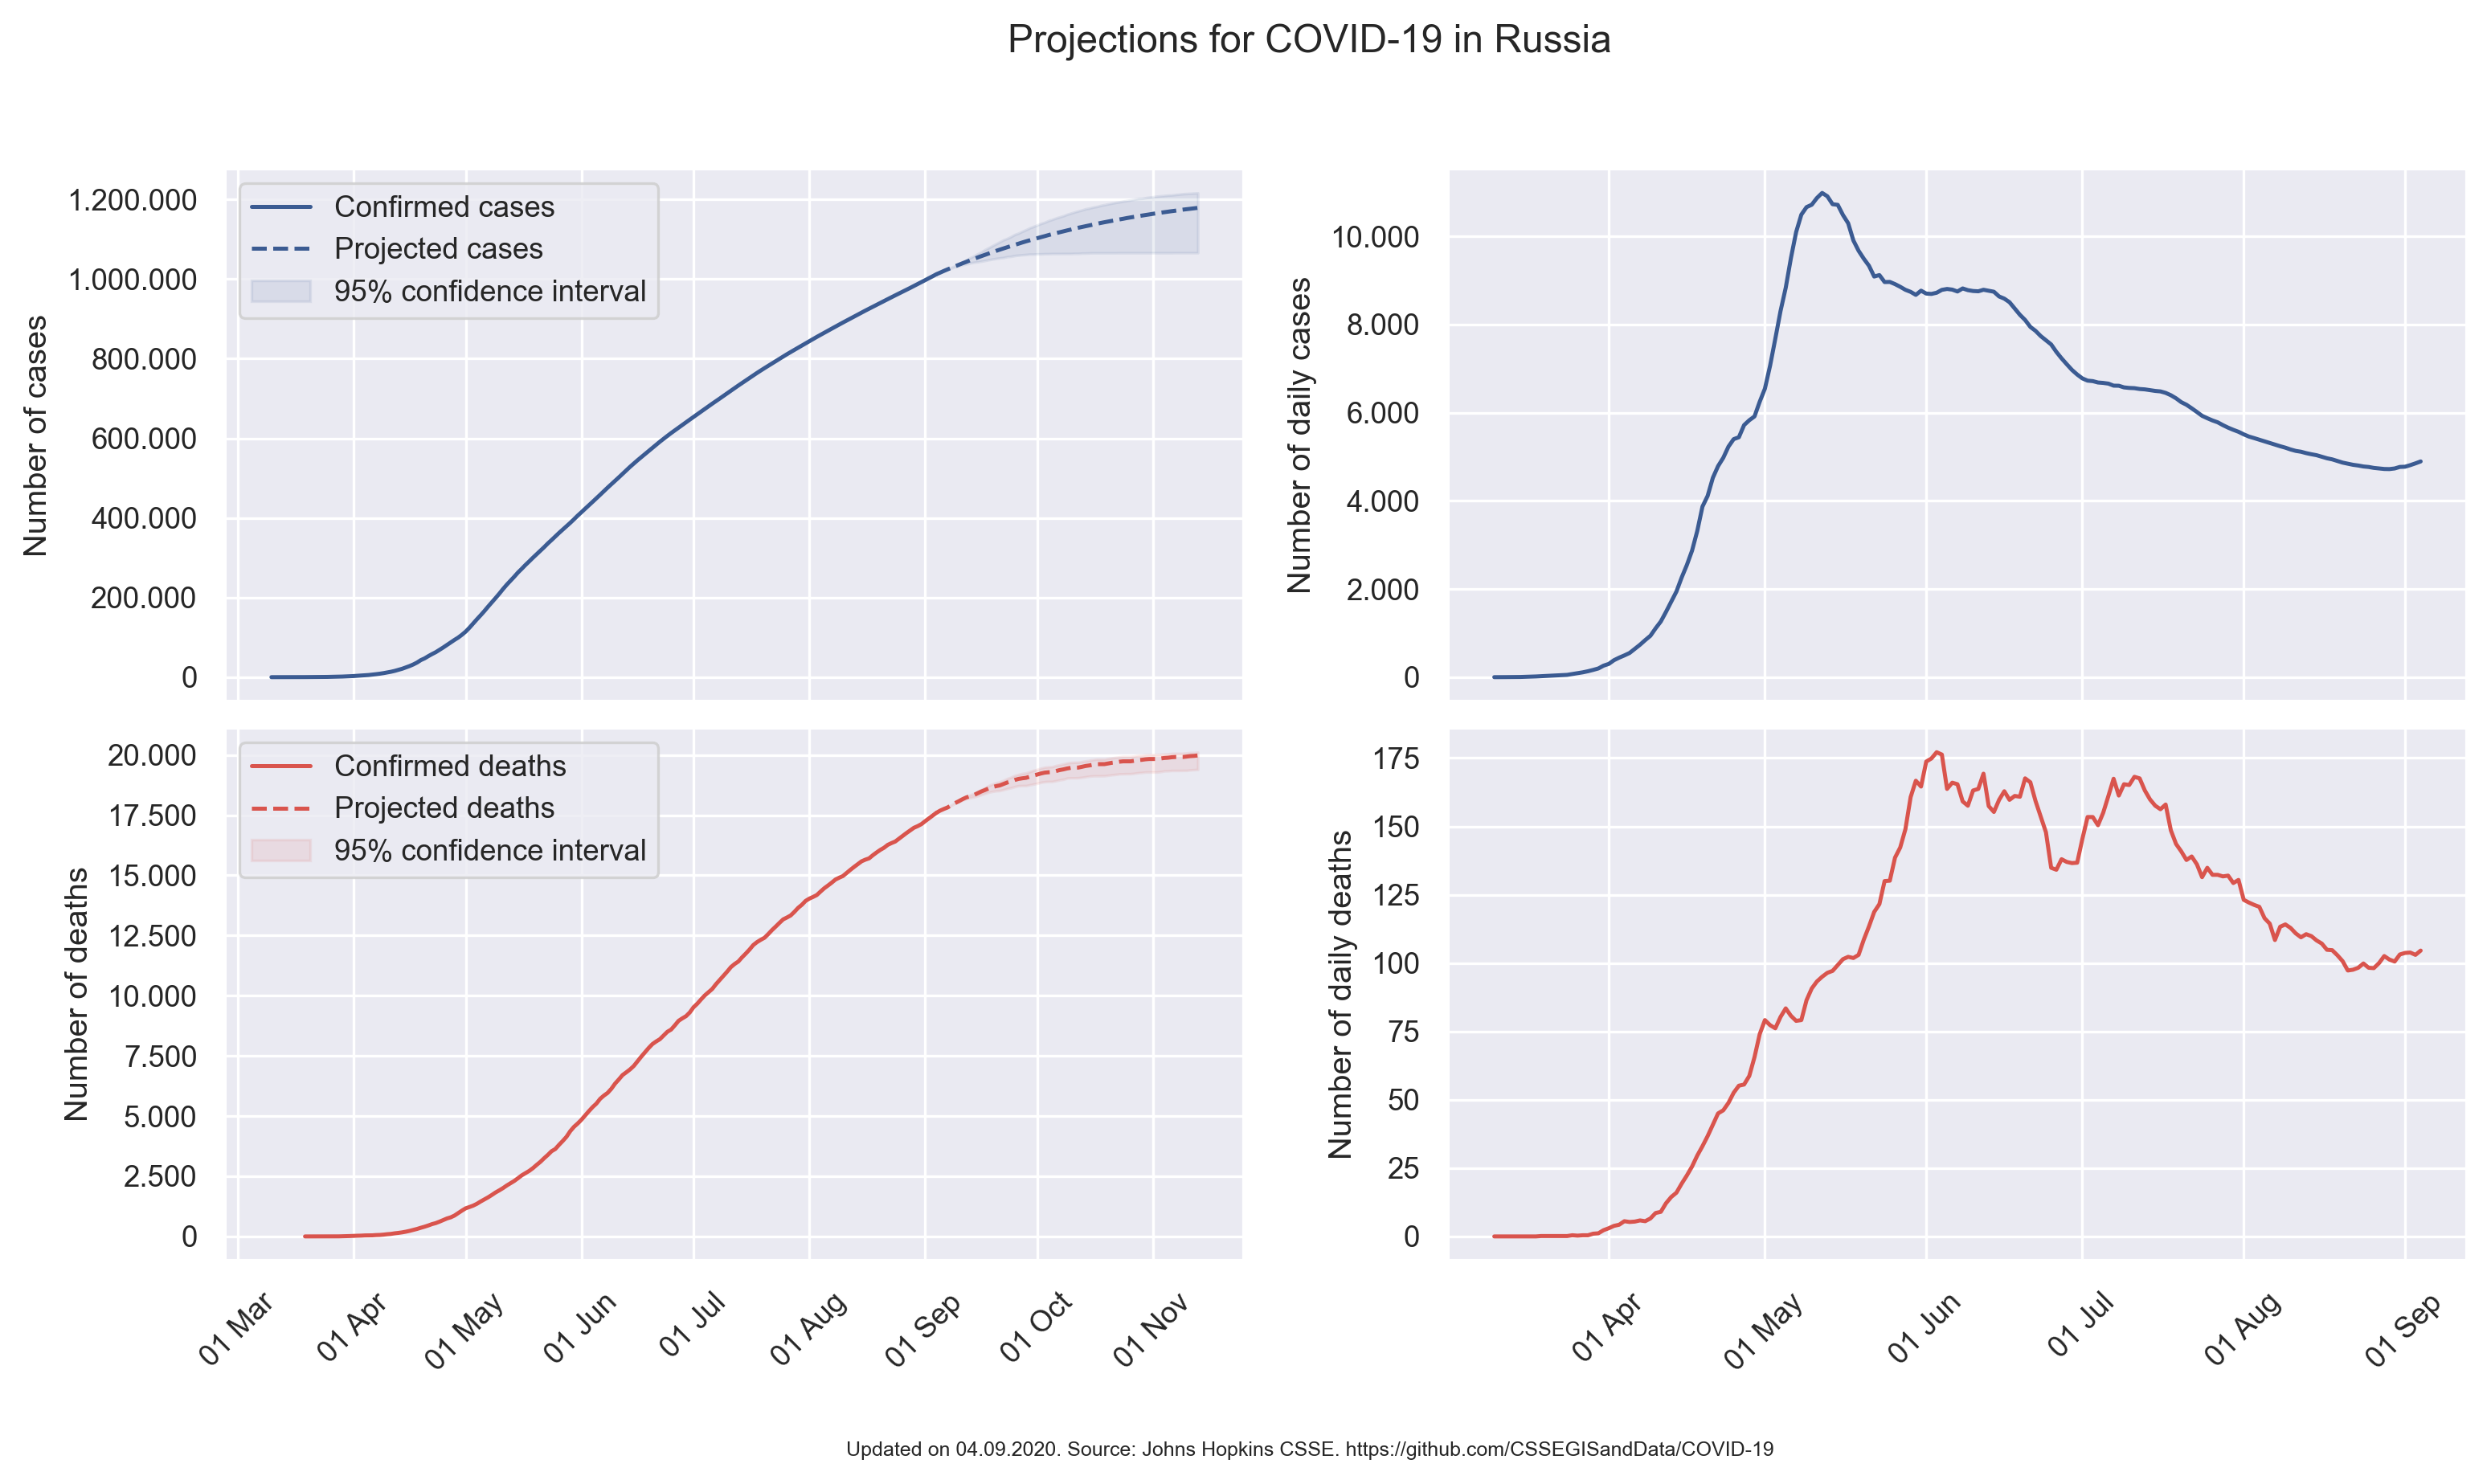 Projections for COVID-19 in Russia
Number of cases
1.200.000
1.000.000
800.000
600.000
400.000
200.000
0
Confirmed cases
Projected cases
95% confidence interval
Number of daily cases
10.000
8.000
6.000
4.000
2.000
0
Number of deaths
20.000
17.500
15.000
12.500
10.000
7.500
5.000
2.500
0
Confirmed deaths
Projected deaths
95% confidence interval
01 Mar
01 Apr
01 May
01 Jun
01 Jul
01 Aug
01 Sep
01 Oct
01 Nov
Number of daily deaths
175
150
125
100
75
50
25
0
01 Apr
01 May
01 Jun
01 Jul
01 Aug
01 Sep
Updated on 04.09.2020. Source: Johns Hopkins CSSE. https://github.com/CSSEGISandData/COVID-19